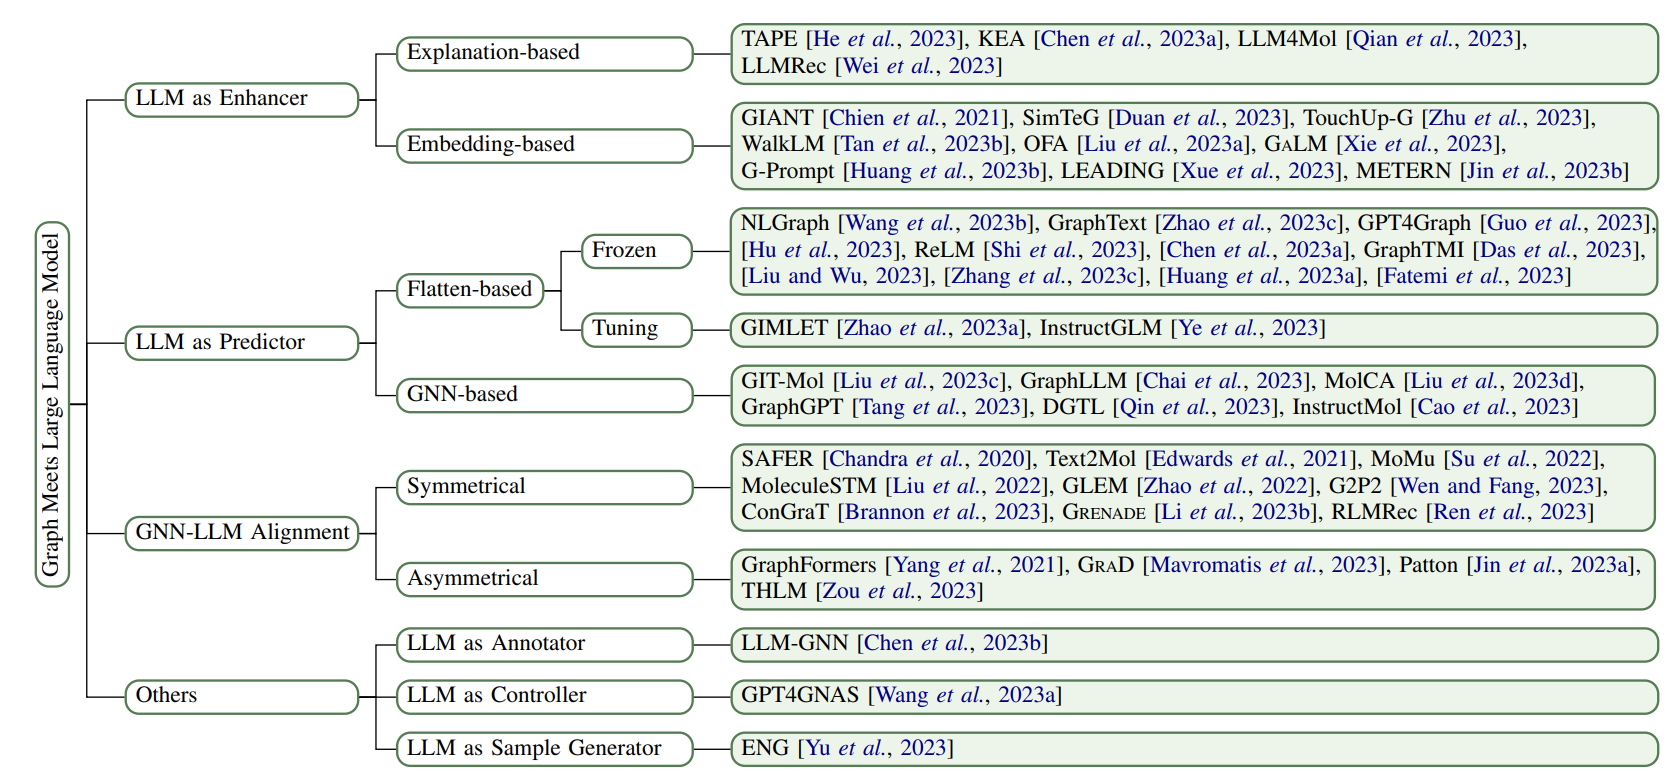 Graph Meets Large Language Model
LLM as Enhancer
Explanation-based
TAPE [He et al., 2023], KEA [Chen et al., 2023a], LLM4Mol [Qian et al., 2023],
LLMRec [Wei et al., 2023]
Embedding-based
GIANT [Chien et al., 2021], SimTeG [Duan et al., 2023], TouchUp-G [Zhu et al., 2023],
WalkLM [Tan et al., 2023b], OFA [Liu et al., 2023a], GALM [Xie et al., 2023],
G-Prompt [Huang et al., 2023b], LEADING [Xue et al., 2023], METERN [Jin et al., 2023b]
LLM as Predictor
Flatten-based
Frozen
NLGraph [Wang et al., 2023b], GraphText [Zhao et al., 2023c], GPT4Graph [Guo et al., 2023],
[Hu et al., 2023], ReLM [Shi et al., 2023], [Chen et al., 2023a], GraphTMI [Das et al., 2023],
[Liu and Wu, 2023], [Zhang et al., 2023c], [Huang et al., 2023a], [Fatemi et al., 2023]
Tuning
GIMLET [Zhao et al., 2023a], InstructGLM [Ye et al., 2023]
GNN-based
GIT-Mol [Liu et al., 2023c], GraphLLM [Chai et al., 2023], MolCA [Liu et al., 2023d],
GraphGPT [Tang et al., 2023], DGTL [Qin et al., 2023], InstructMol [Cao et al., 2023]
GNN-LLM Alignment
Symmetrical
SAFER [Chandra et al., 2020], Text2Mol [Edwards et al., 2021], MoMu [Su et al., 2022],
MoleculeSTM [Liu et al., 2022], GLEM [Zhao et al., 2022], G2P2 [Wen and Fang, 2023],
ConGraT [Brannon et al., 2023], GRENADE [Li et al., 2023b], RLMRec [Ren et al., 2023]
Asymmetrical
GraphFormers [Yang et al., 2021], GRAD [Mavromatis et al., 2023], Patton [Jin et al., 2023a],
THLM [Zou et al., 2023]
Others
LLM as Annotator
LLM-GNN [Chen et al., 2023b]
LLM as Controller
GPT4GNAS [Wang et al., 2023a]
LLM as Sample Generator
ENG [Yu et al., 2023]